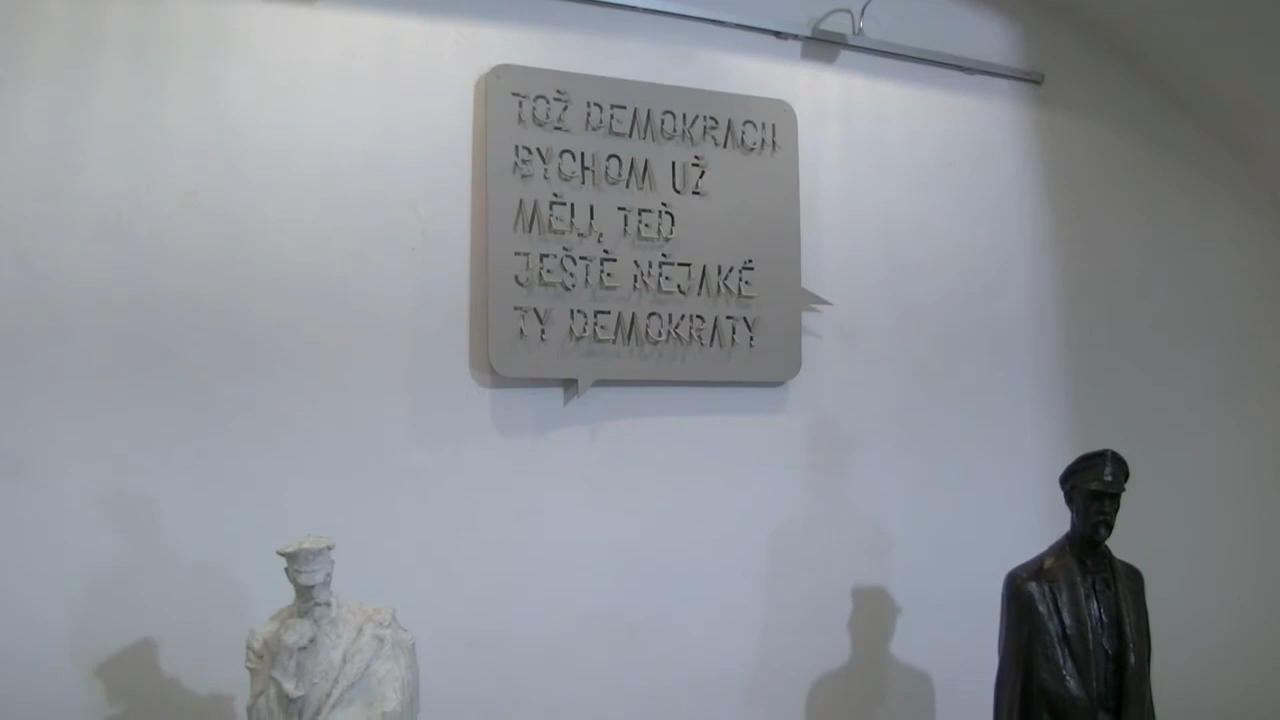 TOŽ DEMOKRACII
BYCHOM UŽ
MĚLI, TEĎ
JEŠTĚ NĚJAKÉ
TY DEMOKRATY